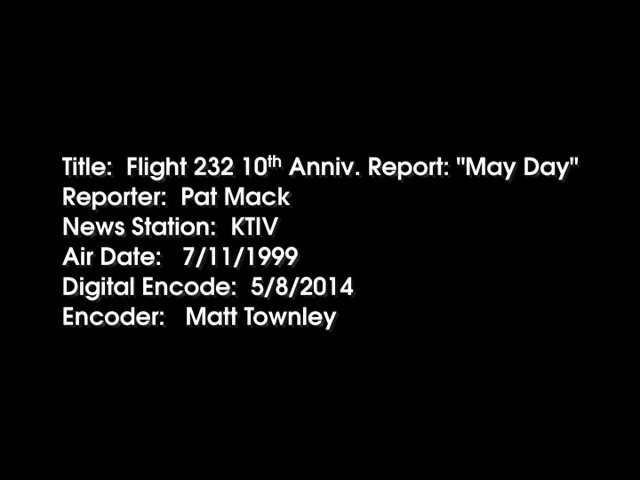 Title: Flight 232 10th Anniv. Report: "May Day"
Reporter: Pat Mack
News Station: KTIV
Air Date: 7/11/1999
Digital Encode: 5/8/2014
Encoder: Matt Townley